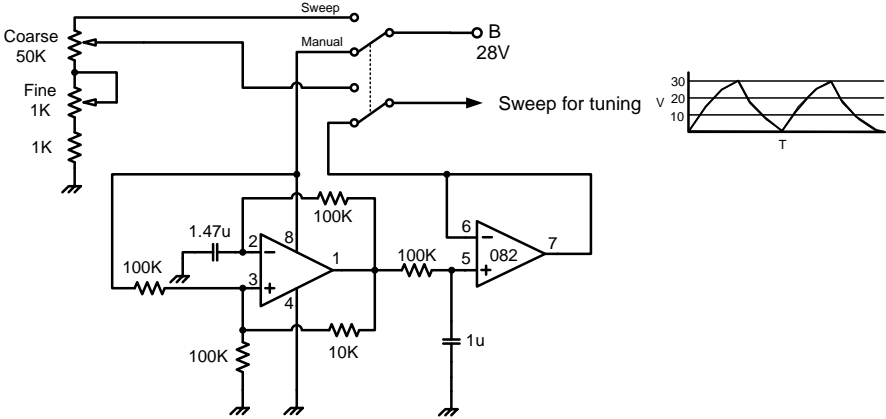 Sweep
Coarse
50K
Manual
B
28V
Fine
1K
1K
Sweep for tuning
V
30
20
10
T
100K
1.47u
2
8
1
3
4
100K
100K
10K
100K
6
5
7
082
1u